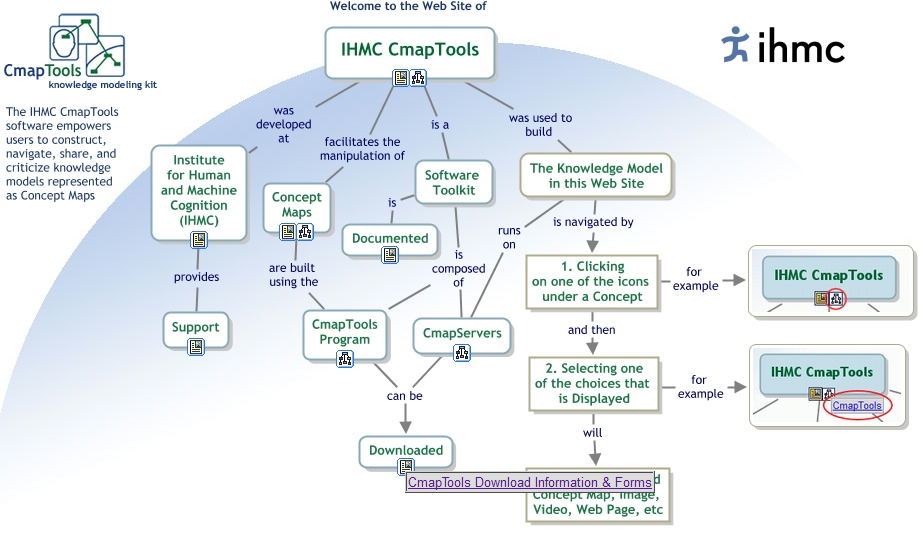 Welcome to the Web Site of
IHMC CmapTools
CmapTools
knowledge modeling kit
ihmc
The IHMC CmapTools
software empowers
users to construct,
navigate, share, and
criticize knowledge
models represented
as Concept Maps
was
developed
at
facilitates the
manipulation of
is a
was used to
build
Institute
for Human
and Machine
Cognition
(IHMC)
Concept
Maps
Software
Toolkit
The Knowledge Model
in this Web Site
is
Documented
runs
on
is navigated by
provides
are built
using the
is
composed
of
1. Clicking
on one of the icons
under a Concept
for
example
IHMC CmapTools
Support
CmapTools
Program
CmapServers
and then
2. Selecting one
of the choices that
is Displayed
for
example
IHMC CmapTools
CmapTools
can be
will
Downloaded
CmapTools Download Information & Forms
Concept Map, Image,
Video, Web Page, etc